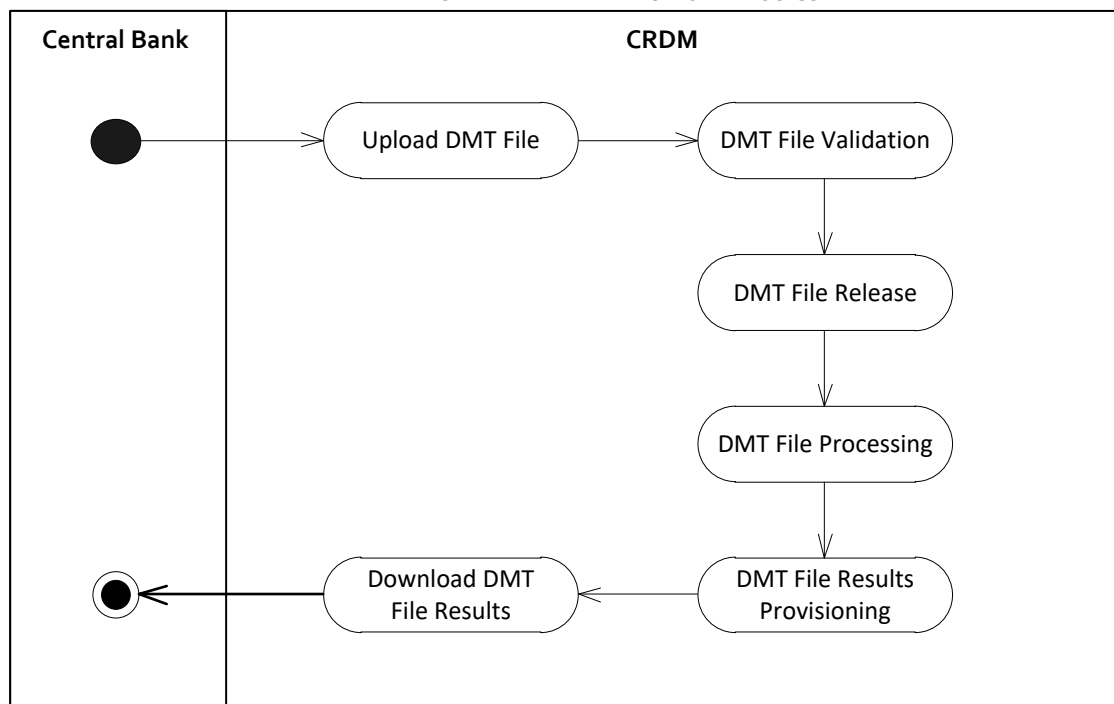 Central Bank
CRDM
Upload DMT File
DMT File Validation
DMT File Release
DMT File Processing
Download DMT
File Results
DMT File Results
Provisioning